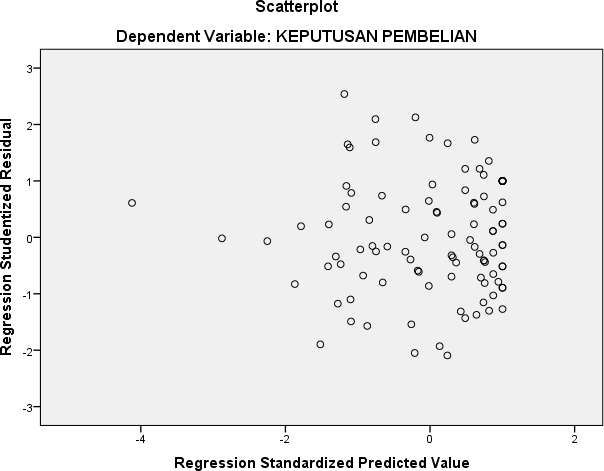 Scatterplot
Dependent Variable: KEPUTUSAN PEMBELIAN
Regression Studentized Residual
3
2
1
0
-1
-2
-3
-4
-2
0
2
Regression Standardized Predicted Value